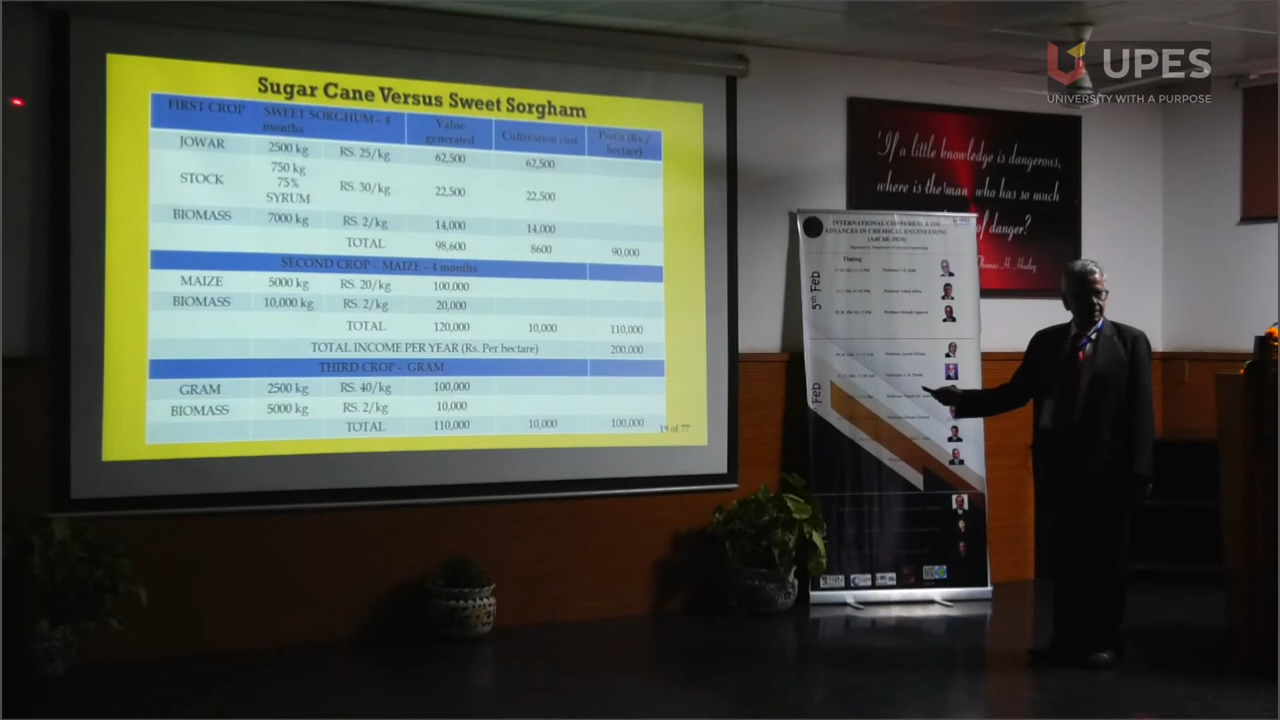 Sugar Cane Versus Sweet Sorgham
FIRST CROP - SWEET SORGHUM - 4 months Value generated Cultivation cost Profit (Rs./ hectare)
JOWAR 2500 kg RS. 25/kg 62,500 62,500
STOCK 750 kg 75% SYRUM RS. 30/kg 22,500 22,500
BIOMASS 7000 kg RS. 2/kg 14,000 14,000
TOTAL 98,600 8600 90,000
SECOND CROP - MAIZE - 4 months
MAIZE 5000 kg RS. 20/kg 100,000
BIOMASS 10,000 kg RS. 2/kg 20,000
TOTAL 120,000 10,000 110,000
TOTAL INCOME PER YEAR (Rs. Per hectare) 200,000
THIRD CROP - GRAM
GRAM 2500 kg RS. 40/kg 100,000
BIOMASS 5000 kg RS. 2/kg 10,000
TOTAL 110,000 10,000 100,000
19 of 77
UPES
UNIVERSITY WITH A PURPOSE
'If a little knowledge is dangerous,
where is the man who has so much
of danger?
Thomas H. Huxley
INTERNATIONAL CONFERENCE ON
ADVANCES IN CHEMICAL ENGINEERING
Timing
5th Feb
Feb